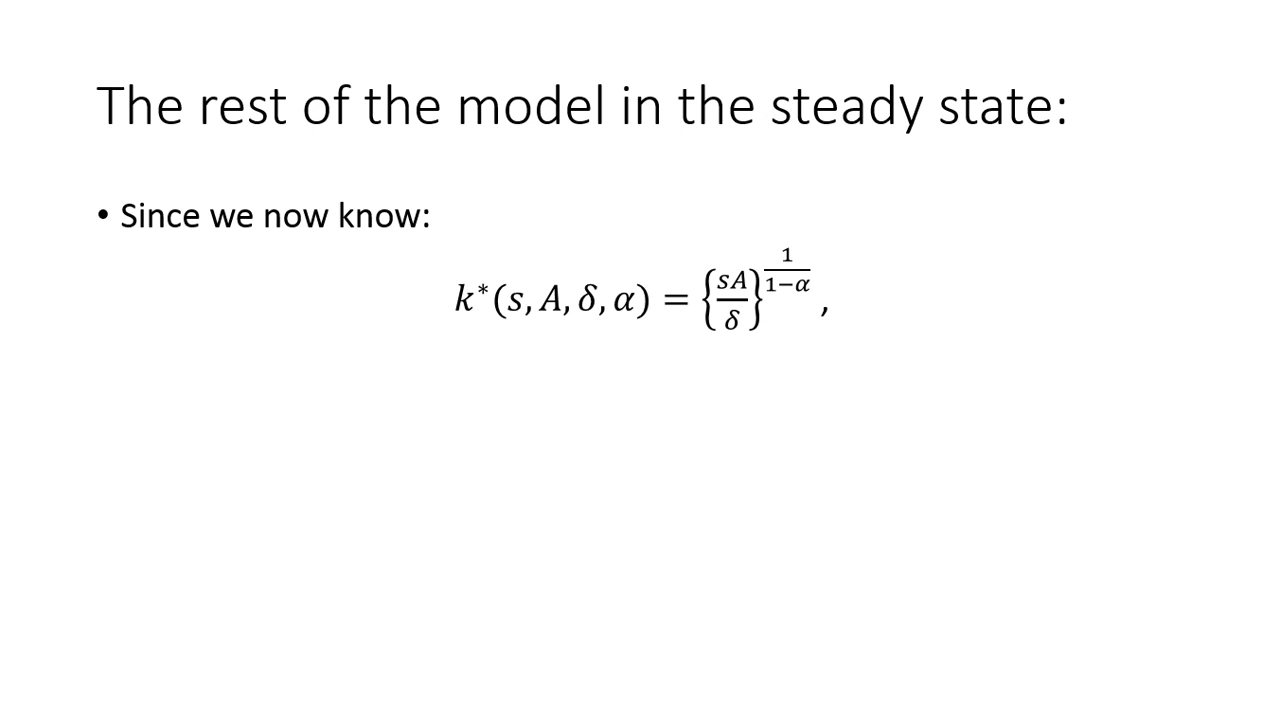 The rest of the model in the steady state:
• Since we now know:
𝑘*(𝑠, 𝐴, 𝛿, 𝛼) = {𝑠𝐴/𝛿}^(1/(1−𝛼)) ,